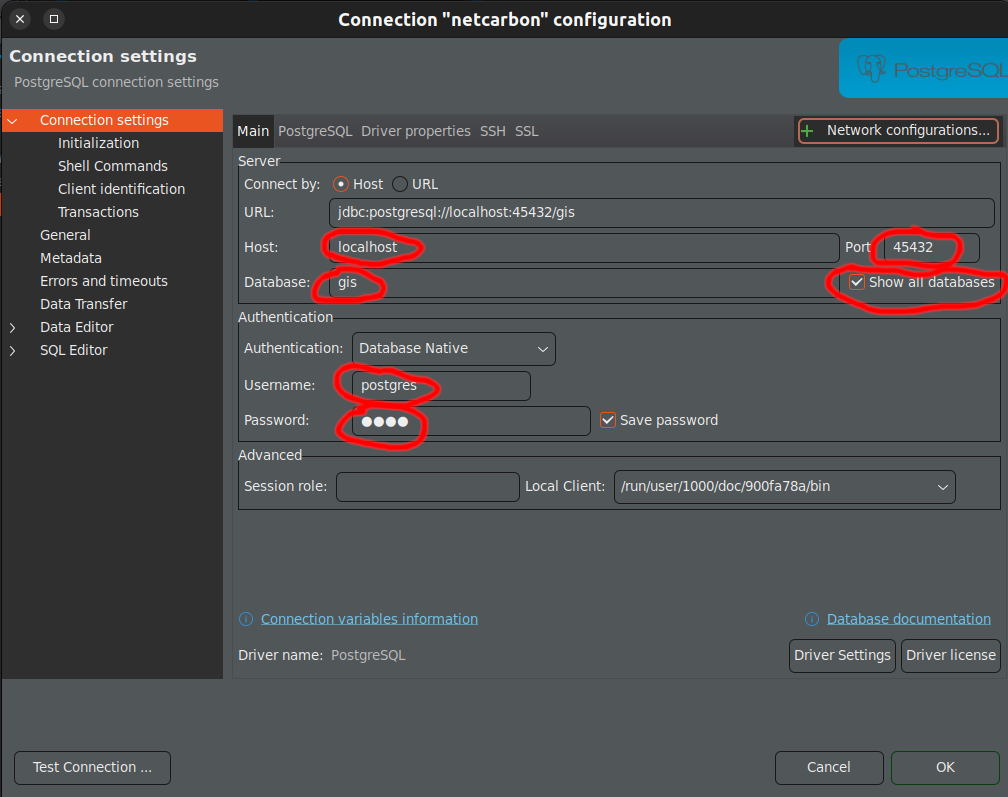 Connection "netcarbon" configuration
Connection settings
PostgreSQL connection settings
PostgreSQL
Connection settings
Initialization
Shell Commands
Client identification
Transactions
General
Metadata
Errors and timeouts
Data Transfer
Data Editor
SQL Editor
Main PostgreSQL Driver properties SSH SSL
Network configurations...
Server
Connect by: Host URL
URL: jdbc:postgresql://localhost:45432/gis
Host: localhost Port 45432
Database: gis Show all databases
Authentication
Authentication: Database Native
Username: postgres
Password: ●●●● Save password
Advanced
Session role: Local Client: /run/user/1000/doc/900fa78a/bin
Connection variables information Database documentation
Driver name: PostgreSQL Driver Settings Driver license
Test Connection ... Cancel OK